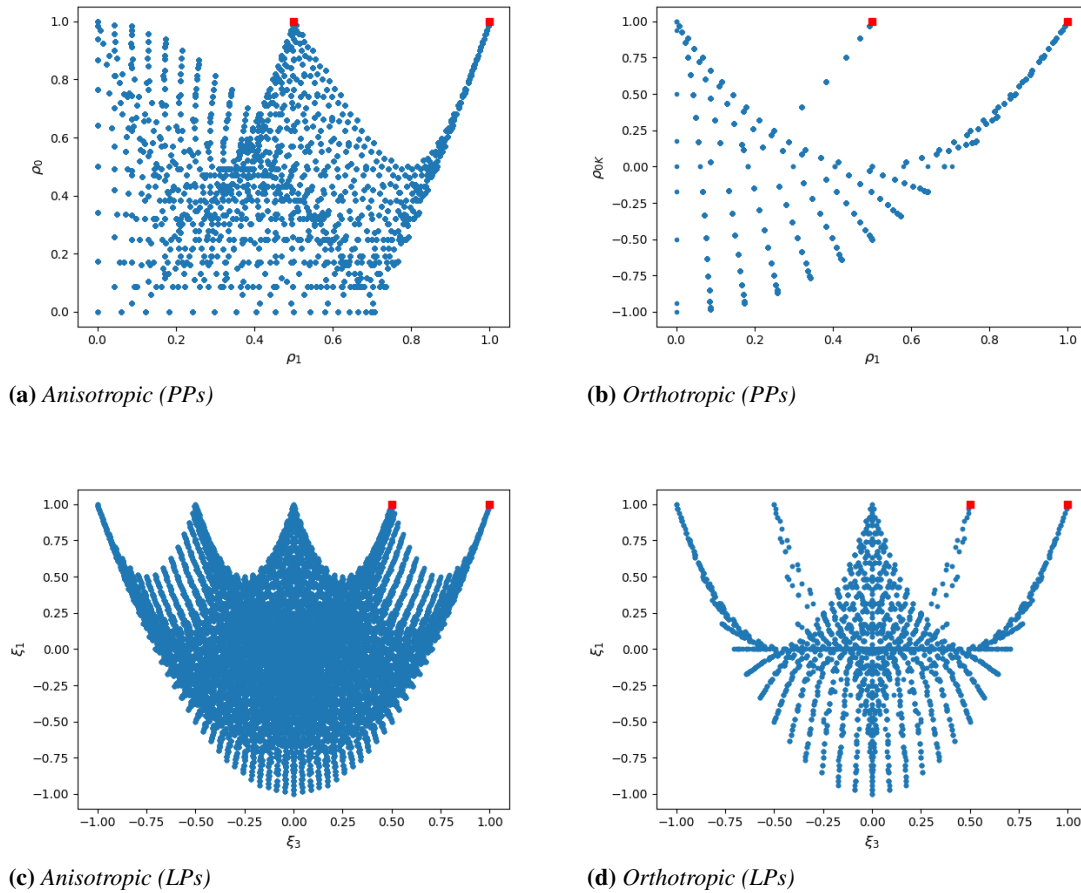 1.0
0.8
0.6
0.4
0.2
0.0
ρ₀
0.0 0.2 0.4 0.6 0.8 1.0
ρ₁
(a) Anisotropic (PPs)
1.00
0.75
0.50
0.25
0.00
−0.25
−0.50
−0.75
−1.00
ρ₀K
0.0 0.2 0.4 0.6 0.8 1.0
ρ₁
(b) Orthotropic (PPs)
1.00
0.75
0.50
0.25
0.00
−0.25
−0.50
−0.75
−1.00
ξ₁
−1.00 −0.75 −0.50 −0.25 0.00 0.25 0.50 0.75 1.00
ξ₃
(c) Anisotropic (LPs)
1.00
0.75
0.50
0.25
0.00
−0.25
−0.50
−0.75
−1.00
ξ₁
−1.00 −0.75 −0.50 −0.25 0.00 0.25 0.50 0.75 1.00
ξ₃
(d) Orthotropic (LPs)